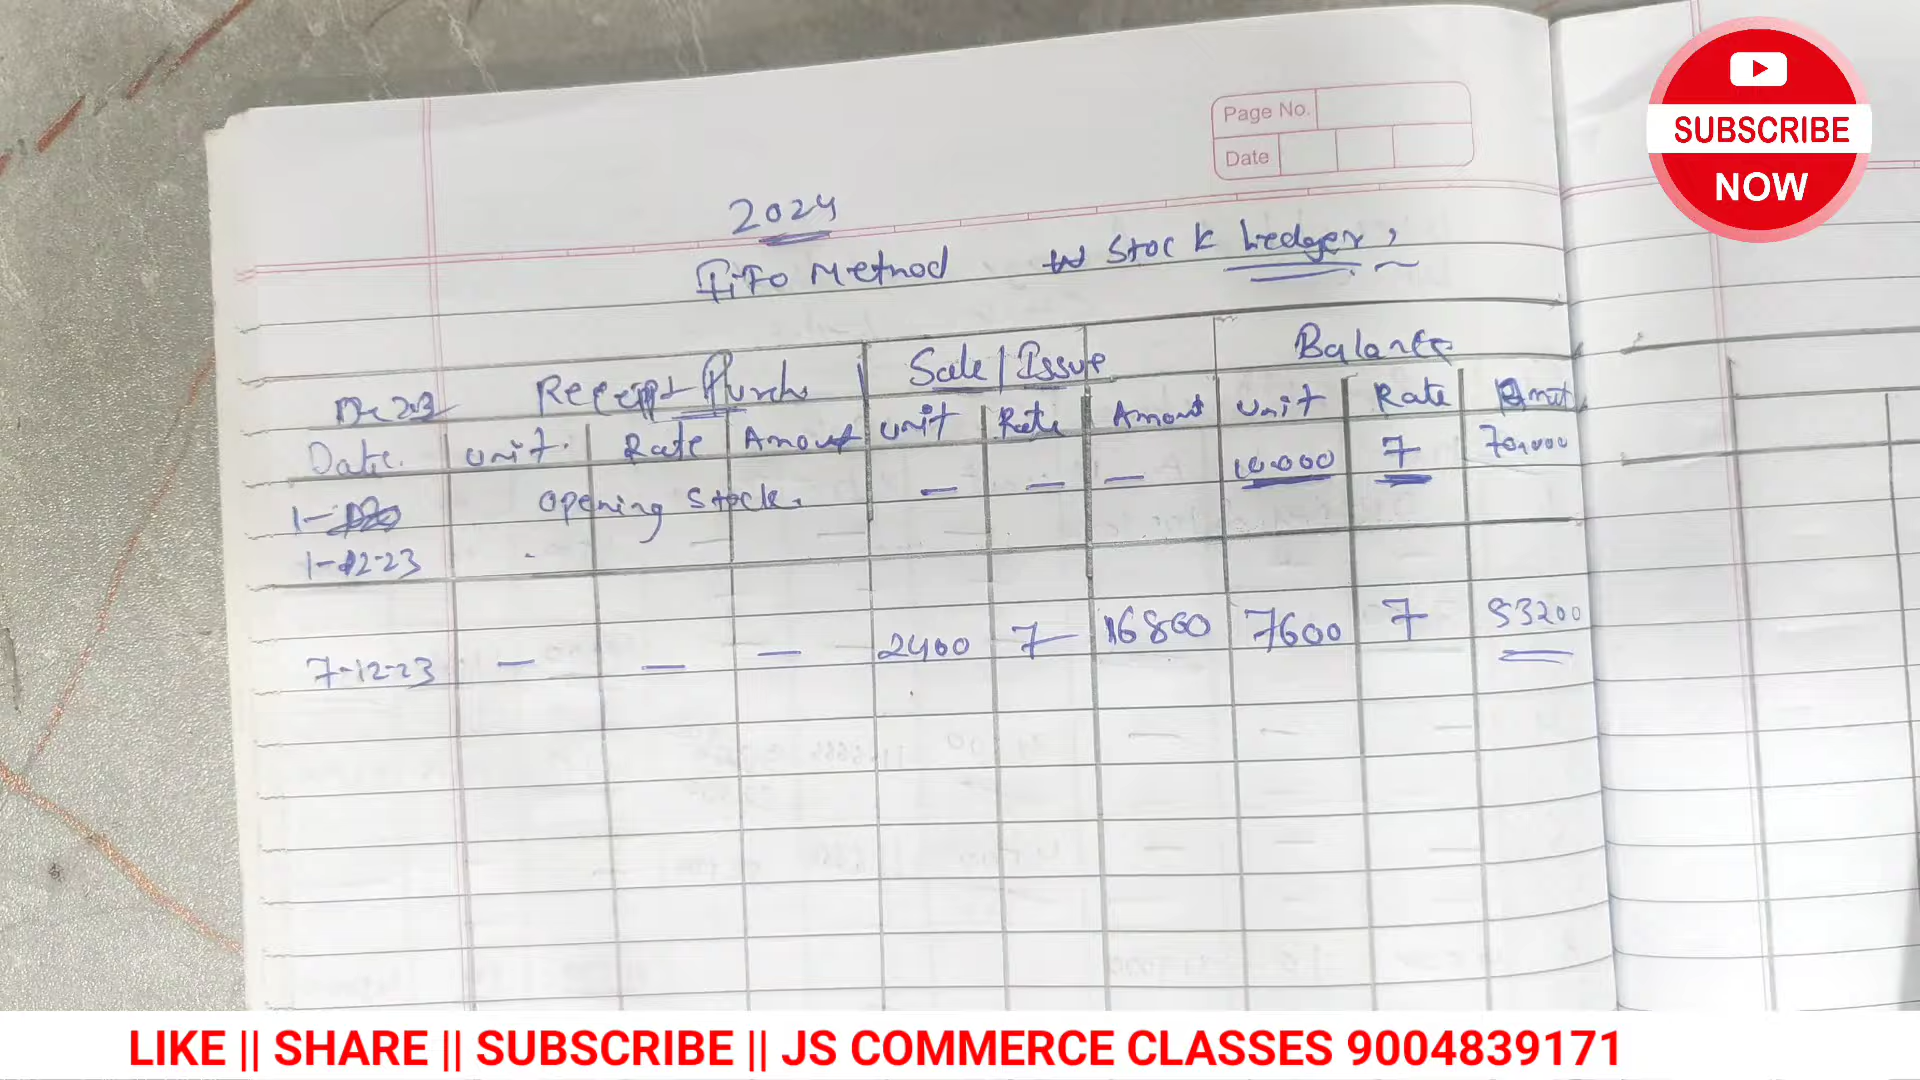 Page No.
Date
SUBSCRIBE
NOW
2024
FiFo Method Stock Ledger,
Receipt Purch Sale/Issue Balance
Date. unit. Rate Amount unit Rate Amount unit Rate Amt
1-
opening stock. — — — 10.000 7 70,000
1-12-23
7-12-23 — — — 2400 7 16800 7600 7 53200
LIKE || SHARE || SUBSCRIBE || JS COMMERCE CLASSES 9004839171